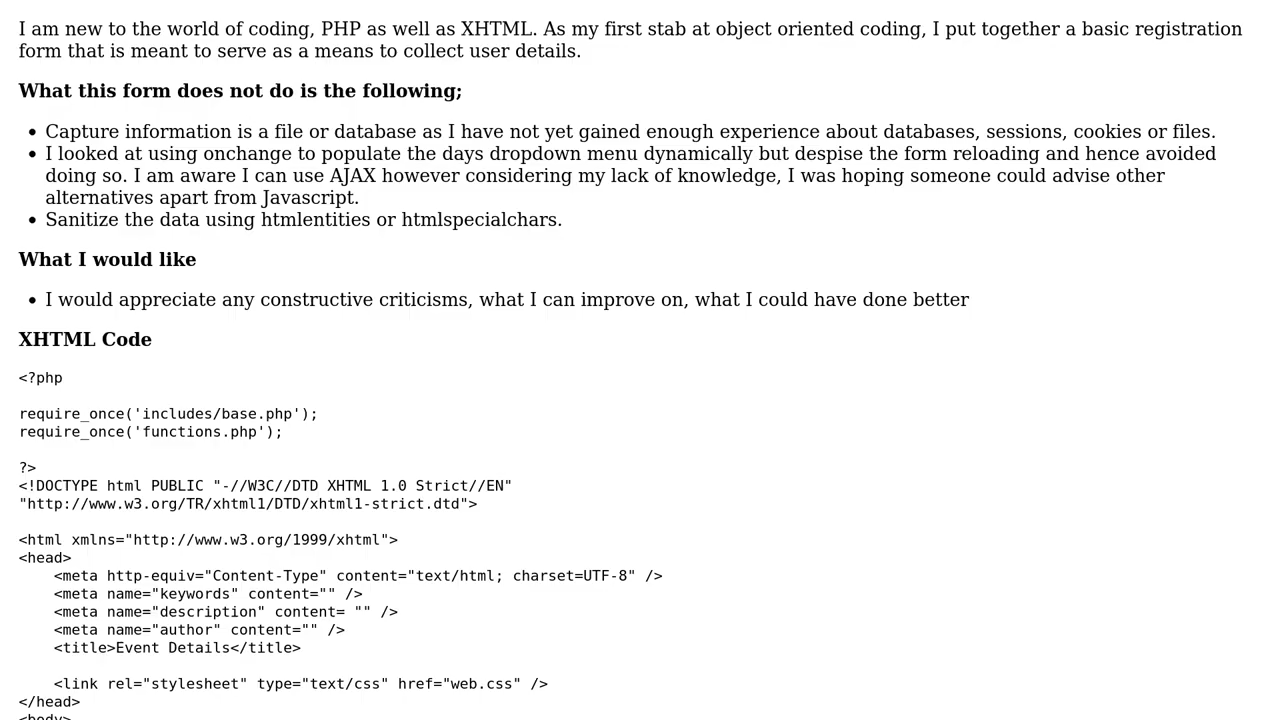 I am new to the world of coding, PHP as well as XHTML. As my first stab at object oriented coding, I put together a basic registration
form that is meant to serve as a means to collect user details.
What this form does not do is the following;
• Capture information is a file or database as I have not yet gained enough experience about databases, sessions, cookies or files.
• I looked at using onchange to populate the days dropdown menu dynamically but despise the form reloading and hence avoided
doing so. I am aware I can use AJAX however considering my lack of knowledge, I was hoping someone could advise other
alternatives apart from Javascript.
• Sanitize the data using htmlentities or htmlspecialchars.
What I would like
• I would appreciate any constructive criticisms, what I can improve on, what I could have done better
XHTML Code
<?php
require_once('includes/base.php');
require_once('functions.php');
?>
<!DOCTYPE html PUBLIC "-//W3C//DTD XHTML 1.0 Strict//EN"
"http://www.w3.org/TR/xhtml1/DTD/xhtml1-strict.dtd">
<html xmlns="http://www.w3.org/1999/xhtml">
<head>
    <meta http-equiv="Content-Type" content="text/html; charset=UTF-8" />
    <meta name="keywords" content="" />
    <meta name="description" content= "" />
    <meta name="author" content="" />
    <title>Event Details</title>
    <link rel="stylesheet" type="text/css" href="web.css" />
</head>
<body>